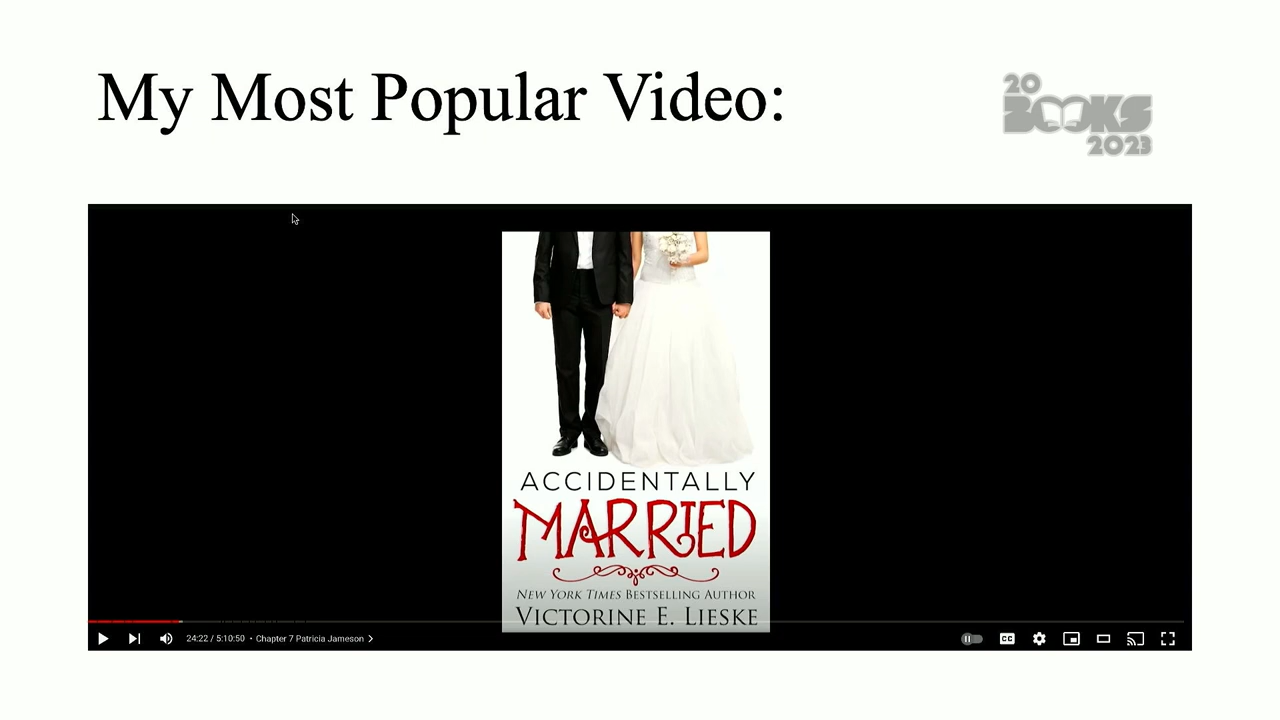 My Most Popular Video:
20
BOOKS
2023
ACCIDENTALLY
MARRIED
NEW YORK TIMES BESTSELLING AUTHOR
VICTORINE E. LIESKE
24:22 / 5:10:50 • Chapter 7 Patricia Jameson >
CC